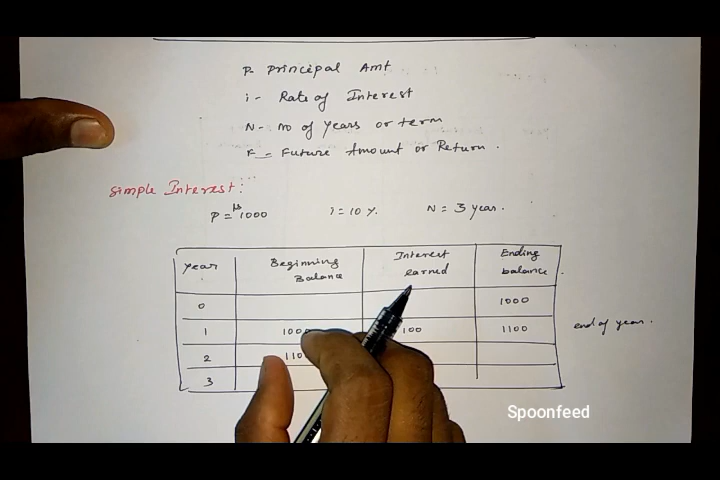 P- Principal Amt
i- Rate of Interest
N- no of years or term
F- Future Amount or Return.
Simple Interest:
P = Rs 1000 i = 10 %. N = 3 year.
year Beginning Balance Interest earned Ending balance
0 1000
1 1000 100 1100 end of year.
2
3
Spoonfeed